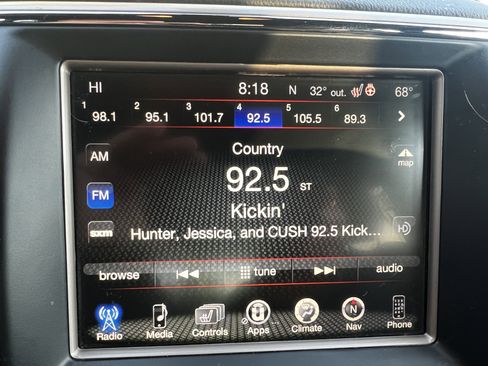 HI 8:18 N 32° out. 68°
1 98.1 2 95.1 3 101.7 4 92.5 5 105.5 6 89.3
AM Country map
92.5 ST
FM Kickin'
sxm Hunter, Jessica, and CUSH 92.5 Kick... HD
browse tune audio
Radio Media Controls Apps Climate Nav Phone